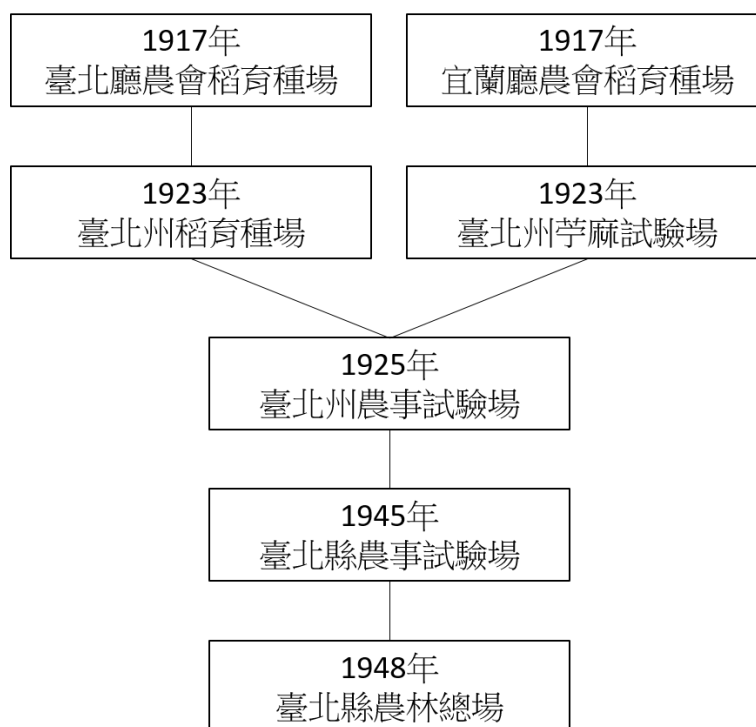 1917年
臺北廳農會稻育種場
1917年
宜蘭廳農會稻育種場
1923年
臺北州稻育種場
1923年
臺北州苧麻試驗場
1925年
臺北州農事試驗場
1945年
臺北縣農事試驗場
1948年
臺北縣農林總場